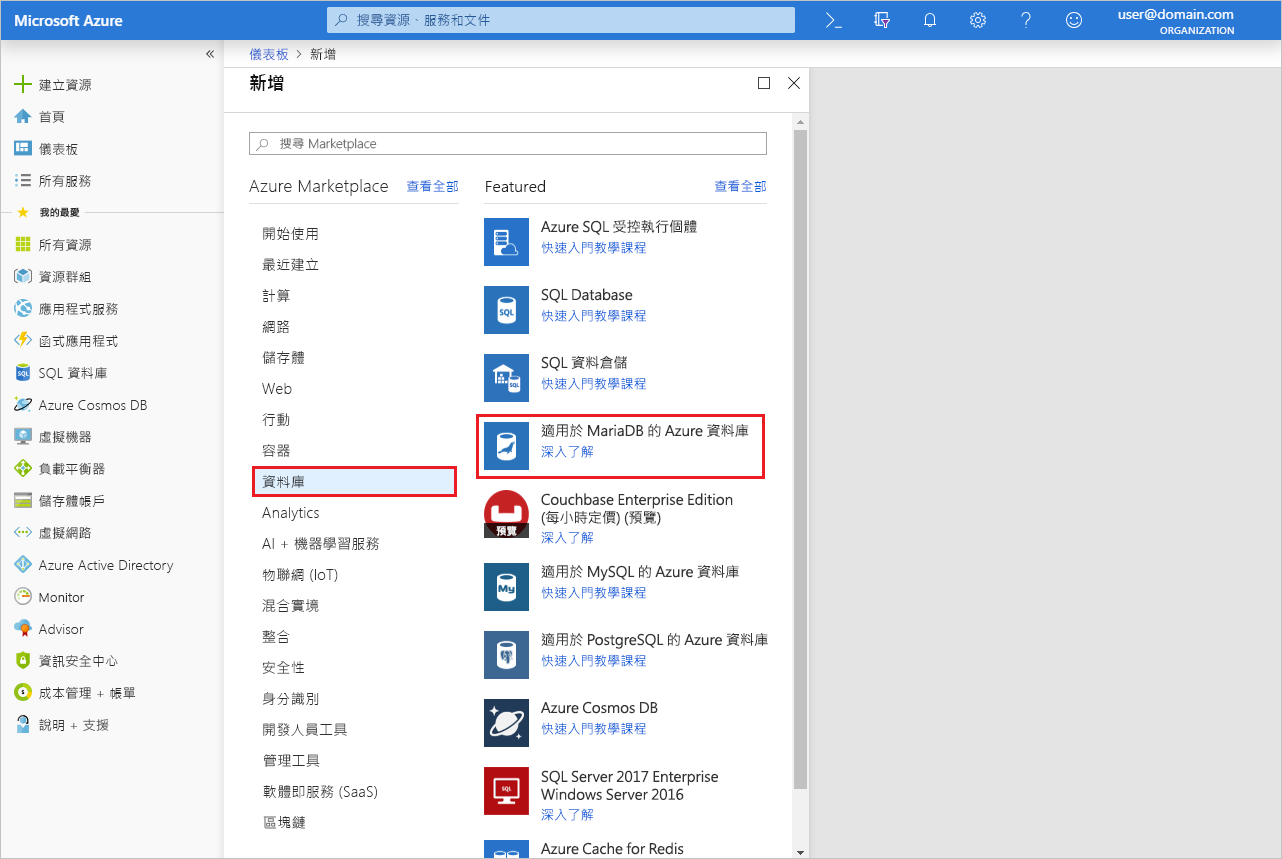 Microsoft Azure
搜尋資源、服務和文件
user@domain.com
ORGANIZATION
建立資源
首頁
儀表板
所有服務
我的最愛
所有資源
資源群組
應用程式服務
函式應用程式
SQL 資料庫
Azure Cosmos DB
虛擬機器
負載平衡器
儲存體帳戶
虛擬網路
Azure Active Directory
Monitor
Advisor
資訊安全中心
成本管理 + 帳單
說明 + 支援
儀表板 > 新增
新增
搜尋 Marketplace
Azure Marketplace 查看全部
開始使用
最近建立
計算
網路
儲存體
Web
行動
容器
資料庫
Analytics
AI + 機器學習服務
物聯網 (IoT)
混合實境
整合
安全性
身分識別
開發人員工具
管理工具
軟體即服務 (SaaS)
區塊鏈
Featured 查看全部
Azure SQL 受控執行個體
快速入門教學課程
SQL
SQL Database
快速入門教學課程
SQL
SQL 資料倉儲
快速入門教學課程
適用於 MariaDB 的 Azure 資料庫
深入了解
預覽
Couchbase Enterprise Edition
(每小時定價) (預覽)
深入了解
My
適用於 MySQL 的 Azure 資料庫
快速入門教學課程
適用於 PostgreSQL 的 Azure 資料庫
快速入門教學課程
Azure Cosmos DB
快速入門教學課程
SQL
SQL Server 2017 Enterprise
Windows Server 2016
深入了解
Azure Cache for Redis